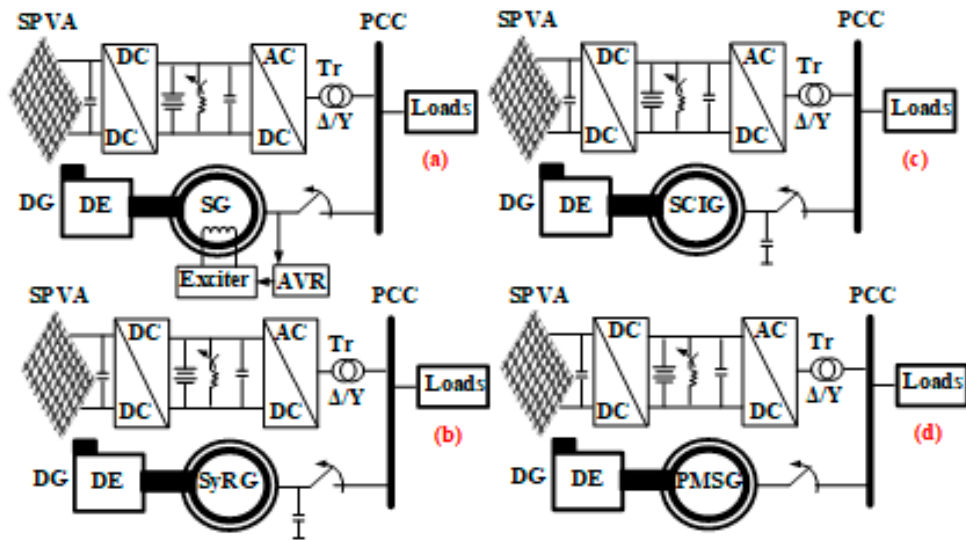 SPVA
PCC
DC
DC
AC
DC
Tr
Δ/Y
Loads
(a)
DG
DE
SG
Exciter
AVR
SPVA
PCC
DC
DC
AC
DC
Tr
Δ/Y
Loads
(c)
DG
DE
SCIG
SPVA
PCC
DC
DC
AC
DC
Tr
Δ/Y
Loads
(b)
DG
DE
SyRG
SPVA
PCC
DC
DC
AC
DC
Tr
Δ/Y
Loads
(d)
DG
DE
PMSG